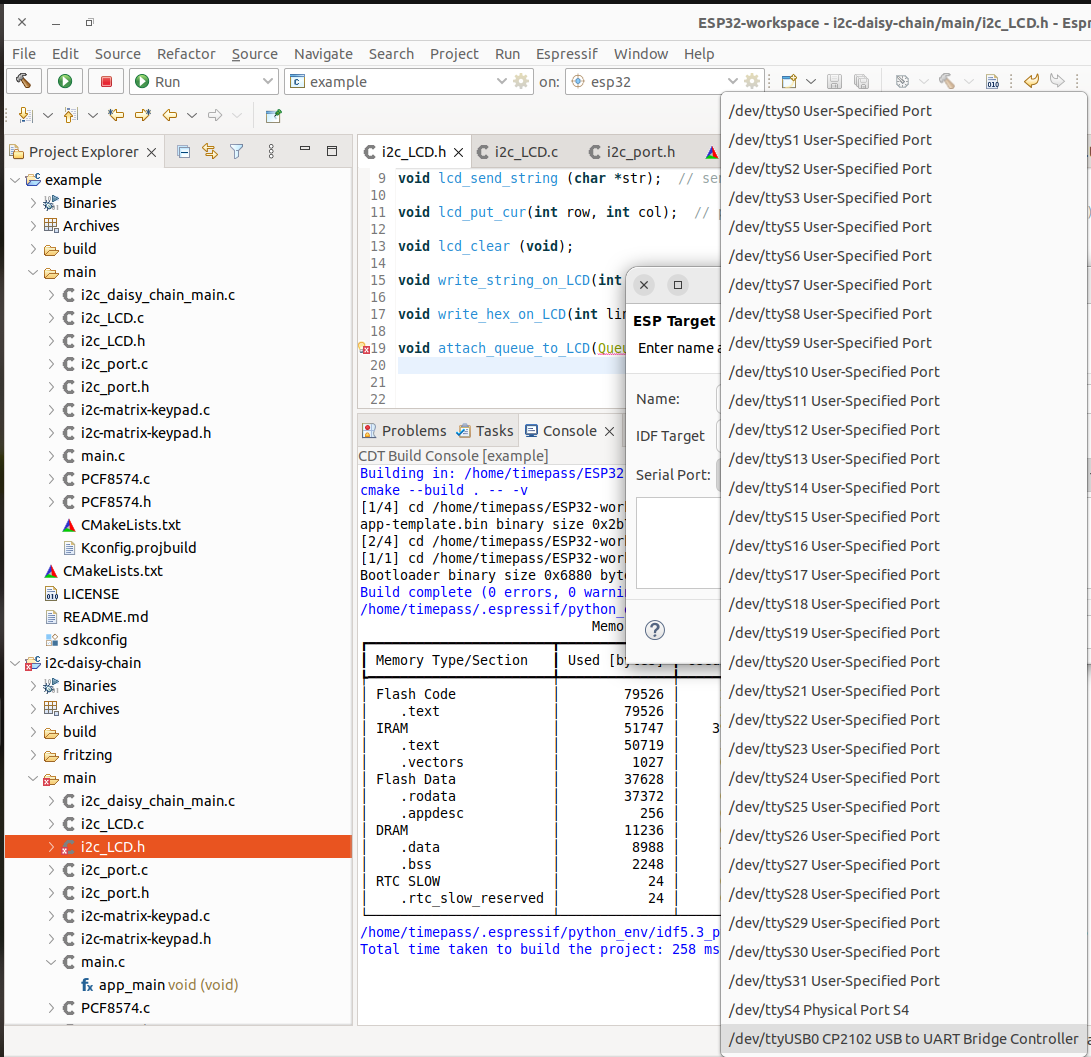 ESP32-workspace - i2c-daisy-chain/main/i2c_LCD.h - Espr
File Edit Source Refactor Source Navigate Search Project Run Espressif Window Help
Run example on: esp32
Project Explorer
example
Binaries
Archives
build
main
i2c_daisy_chain_main.c
i2c_LCD.c
i2c_LCD.h
i2c_port.c
i2c_port.h
i2c-matrix-keypad.c
i2c-matrix-keypad.h
main.c
PCF8574.c
PCF8574.h
CMakeLists.txt
Kconfig.projbuild
CMakeLists.txt
LICENSE
README.md
sdkconfig
i2c-daisy-chain
Binaries
Archives
build
fritzing
main
i2c_daisy_chain_main.c
i2c_LCD.c
i2c_LCD.h
i2c_port.c
i2c_port.h
i2c-matrix-keypad.c
i2c-matrix-keypad.h
main.c
app_main void (void)
PCF8574.c
i2c_LCD.h i2c_LCD.c i2c_port.h
9 void lcd_send_string (char *str); // sen
10
11 void lcd_put_cur(int row, int col); // p
12
13 void lcd_clear (void);
14
15 void write_string_on_LCD(int
16
17 void write_hex_on_LCD(int lin
18
19 void attach_queue_to_LCD(Queu
20
21
22
ESP Target
Enter name a
Name:
IDF Target
Serial Port:
Problems Tasks Console
CDT Build Console [example]
Building in: /home/timepass/ESP32
cmake --build . -- -v
[1/4] cd /home/timepass/ESP32-work
app-template.bin binary size 0x2b7
[2/4] cd /home/timepass/ESP32-work
[1/1] cd /home/timepass/ESP32-work
Bootloader binary size 0x6880 byte
Build complete (0 errors, 0 warnin
/home/timepass/.espressif/python_e
Memo
Memory Type/Section Used [bytes]
Flash Code 79526
.text 79526
IRAM 51747 3
.text 50719
.vectors 1027
Flash Data 37628
.rodata 37372
.appdesc 256
DRAM 11236
.data 8988
.bss 2248
RTC SLOW 24
.rtc_slow_reserved 24
/home/timepass/.espressif/python_env/idf5.3_p
Total time taken to build the project: 258 ms
/dev/ttyS0 User-Specified Port
/dev/ttyS1 User-Specified Port
/dev/ttyS2 User-Specified Port
/dev/ttyS3 User-Specified Port
/dev/ttyS5 User-Specified Port
/dev/ttyS6 User-Specified Port
/dev/ttyS7 User-Specified Port
/dev/ttyS8 User-Specified Port
/dev/ttyS9 User-Specified Port
/dev/ttyS10 User-Specified Port
/dev/ttyS11 User-Specified Port
/dev/ttyS12 User-Specified Port
/dev/ttyS13 User-Specified Port
/dev/ttyS14 User-Specified Port
/dev/ttyS15 User-Specified Port
/dev/ttyS16 User-Specified Port
/dev/ttyS17 User-Specified Port
/dev/ttyS18 User-Specified Port
/dev/ttyS19 User-Specified Port
/dev/ttyS20 User-Specified Port
/dev/ttyS21 User-Specified Port
/dev/ttyS22 User-Specified Port
/dev/ttyS23 User-Specified Port
/dev/ttyS24 User-Specified Port
/dev/ttyS25 User-Specified Port
/dev/ttyS26 User-Specified Port
/dev/ttyS27 User-Specified Port
/dev/ttyS28 User-Specified Port
/dev/ttyS29 User-Specified Port
/dev/ttyS30 User-Specified Port
/dev/ttyS31 User-Specified Port
/dev/ttyS4 Physical Port S4
/dev/ttyUSB0 CP2102 USB to UART Bridge Controller